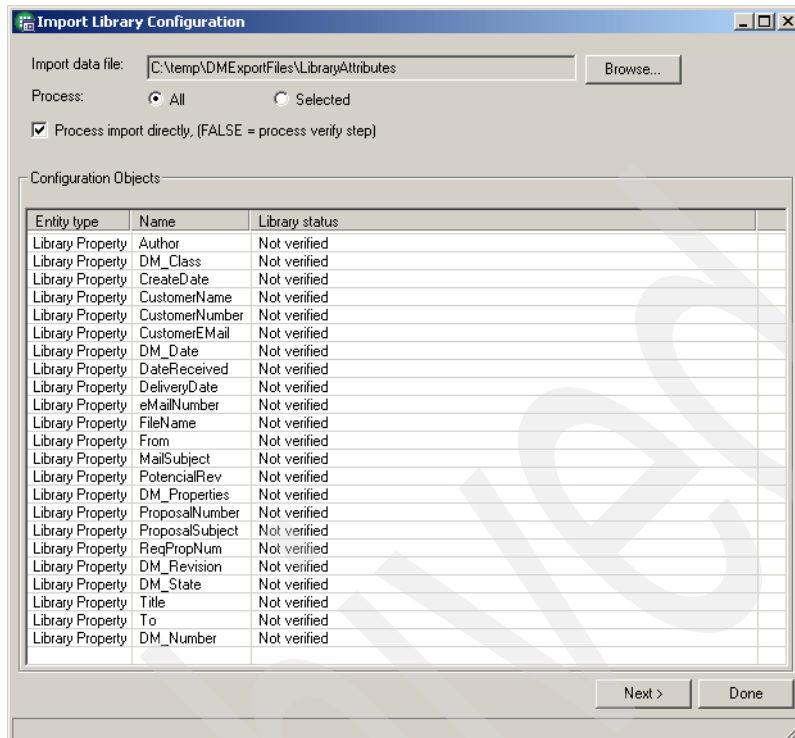 Import Library Configuration
Import data file: C:\temp\DMExportFiles\LibraryAttributes Browse...
Process: All Selected
Process import directly, (FALSE = process verify step)
Configuration Objects
Entity type Name Library status
Library Property Author Not verified
Library Property DM_Class Not verified
Library Property CreateDate Not verified
Library Property CustomerName Not verified
Library Property CustomerNumber Not verified
Library Property CustomerEMail Not verified
Library Property DM_Date Not verified
Library Property DateReceived Not verified
Library Property DeliveryDate Not verified
Library Property eMailNumber Not verified
Library Property FileName Not verified
Library Property From Not verified
Library Property MailSubject Not verified
Library Property PotencialRev Not verified
Library Property DM_Properties Not verified
Library Property ProposalNumber Not verified
Library Property ProposalSubject Not verified
Library Property ReqPropNum Not verified
Library Property DM_Revision Not verified
Library Property DM_State Not verified
Library Property Title Not verified
Library Property To Not verified
Library Property DM_Number Not verified
Next > Done